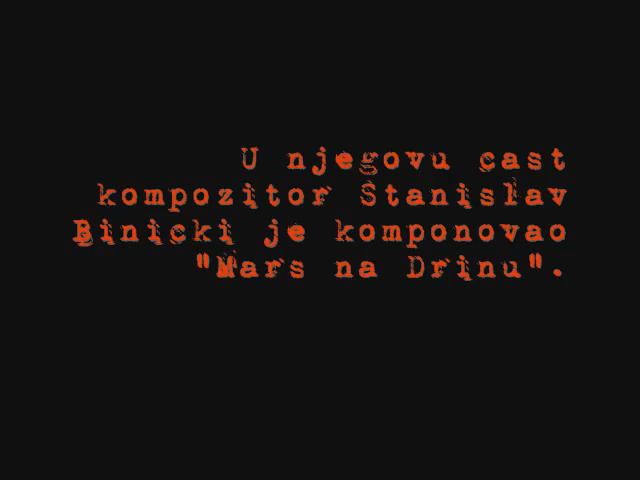 U njegovu cast
kompozitor Stanislav
Binicki je komponovao
"Mars na Drinu".